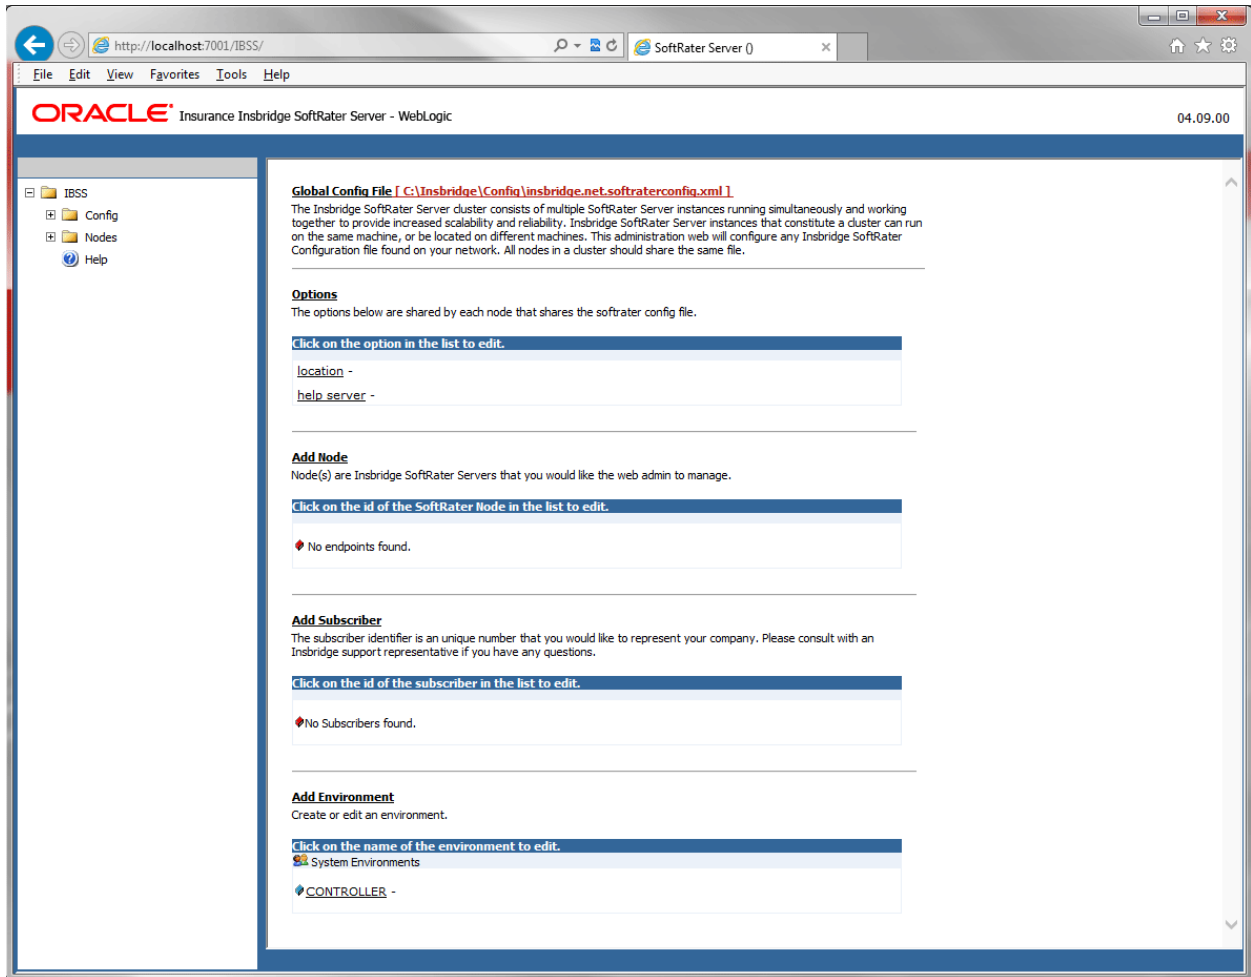 http://localhost:7001/IBSS/
SoftRater Server ()
File Edit View Favorites Tools Help
ORACLE Insurance Insbridge SoftRater Server - WebLogic
04.09.00
IBSS
Config
Nodes
Help
Global Config File [ C:\Insbridge\Config\insbridge.net.softraterconfig.xml ]
The Insbridge SoftRater Server cluster consists of multiple SoftRater Server instances running simultaneously and working
together to provide increased scalability and reliability. Insbridge SoftRater Server instances that constitute a cluster can run
on the same machine, or be located on different machines. This administration web will configure any Insbridge SoftRater
Configuration file found on your network. All nodes in a cluster should share the same file.
Options
The options below are shared by each node that shares the softrater config file.
Click on the option in the list to edit.
location -
help server -
Add Node
Node(s) are Insbridge SoftRater Servers that you would like the web admin to manage.
Click on the id of the SoftRater Node in the list to edit.
No endpoints found.
Add Subscriber
The subscriber identifier is an unique number that you would like to represent your company. Please consult with an
Insbridge support representative if you have any questions.
Click on the id of the subscriber in the list to edit.
No Subscribers found.
Add Environment
Create or edit an environment.
Click on the name of the environment to edit.
System Environments
CONTROLLER -